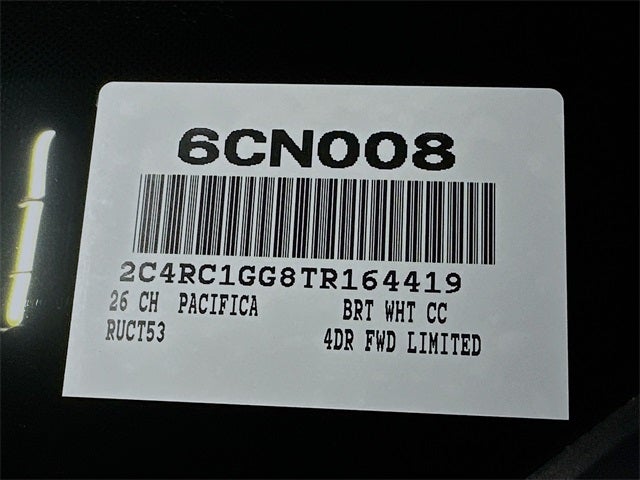 6CN008
2C4RC1GG8TR164419
26 CH PACIFICA BRT WHT CC
RUCT53 4DR FWD LIMITED